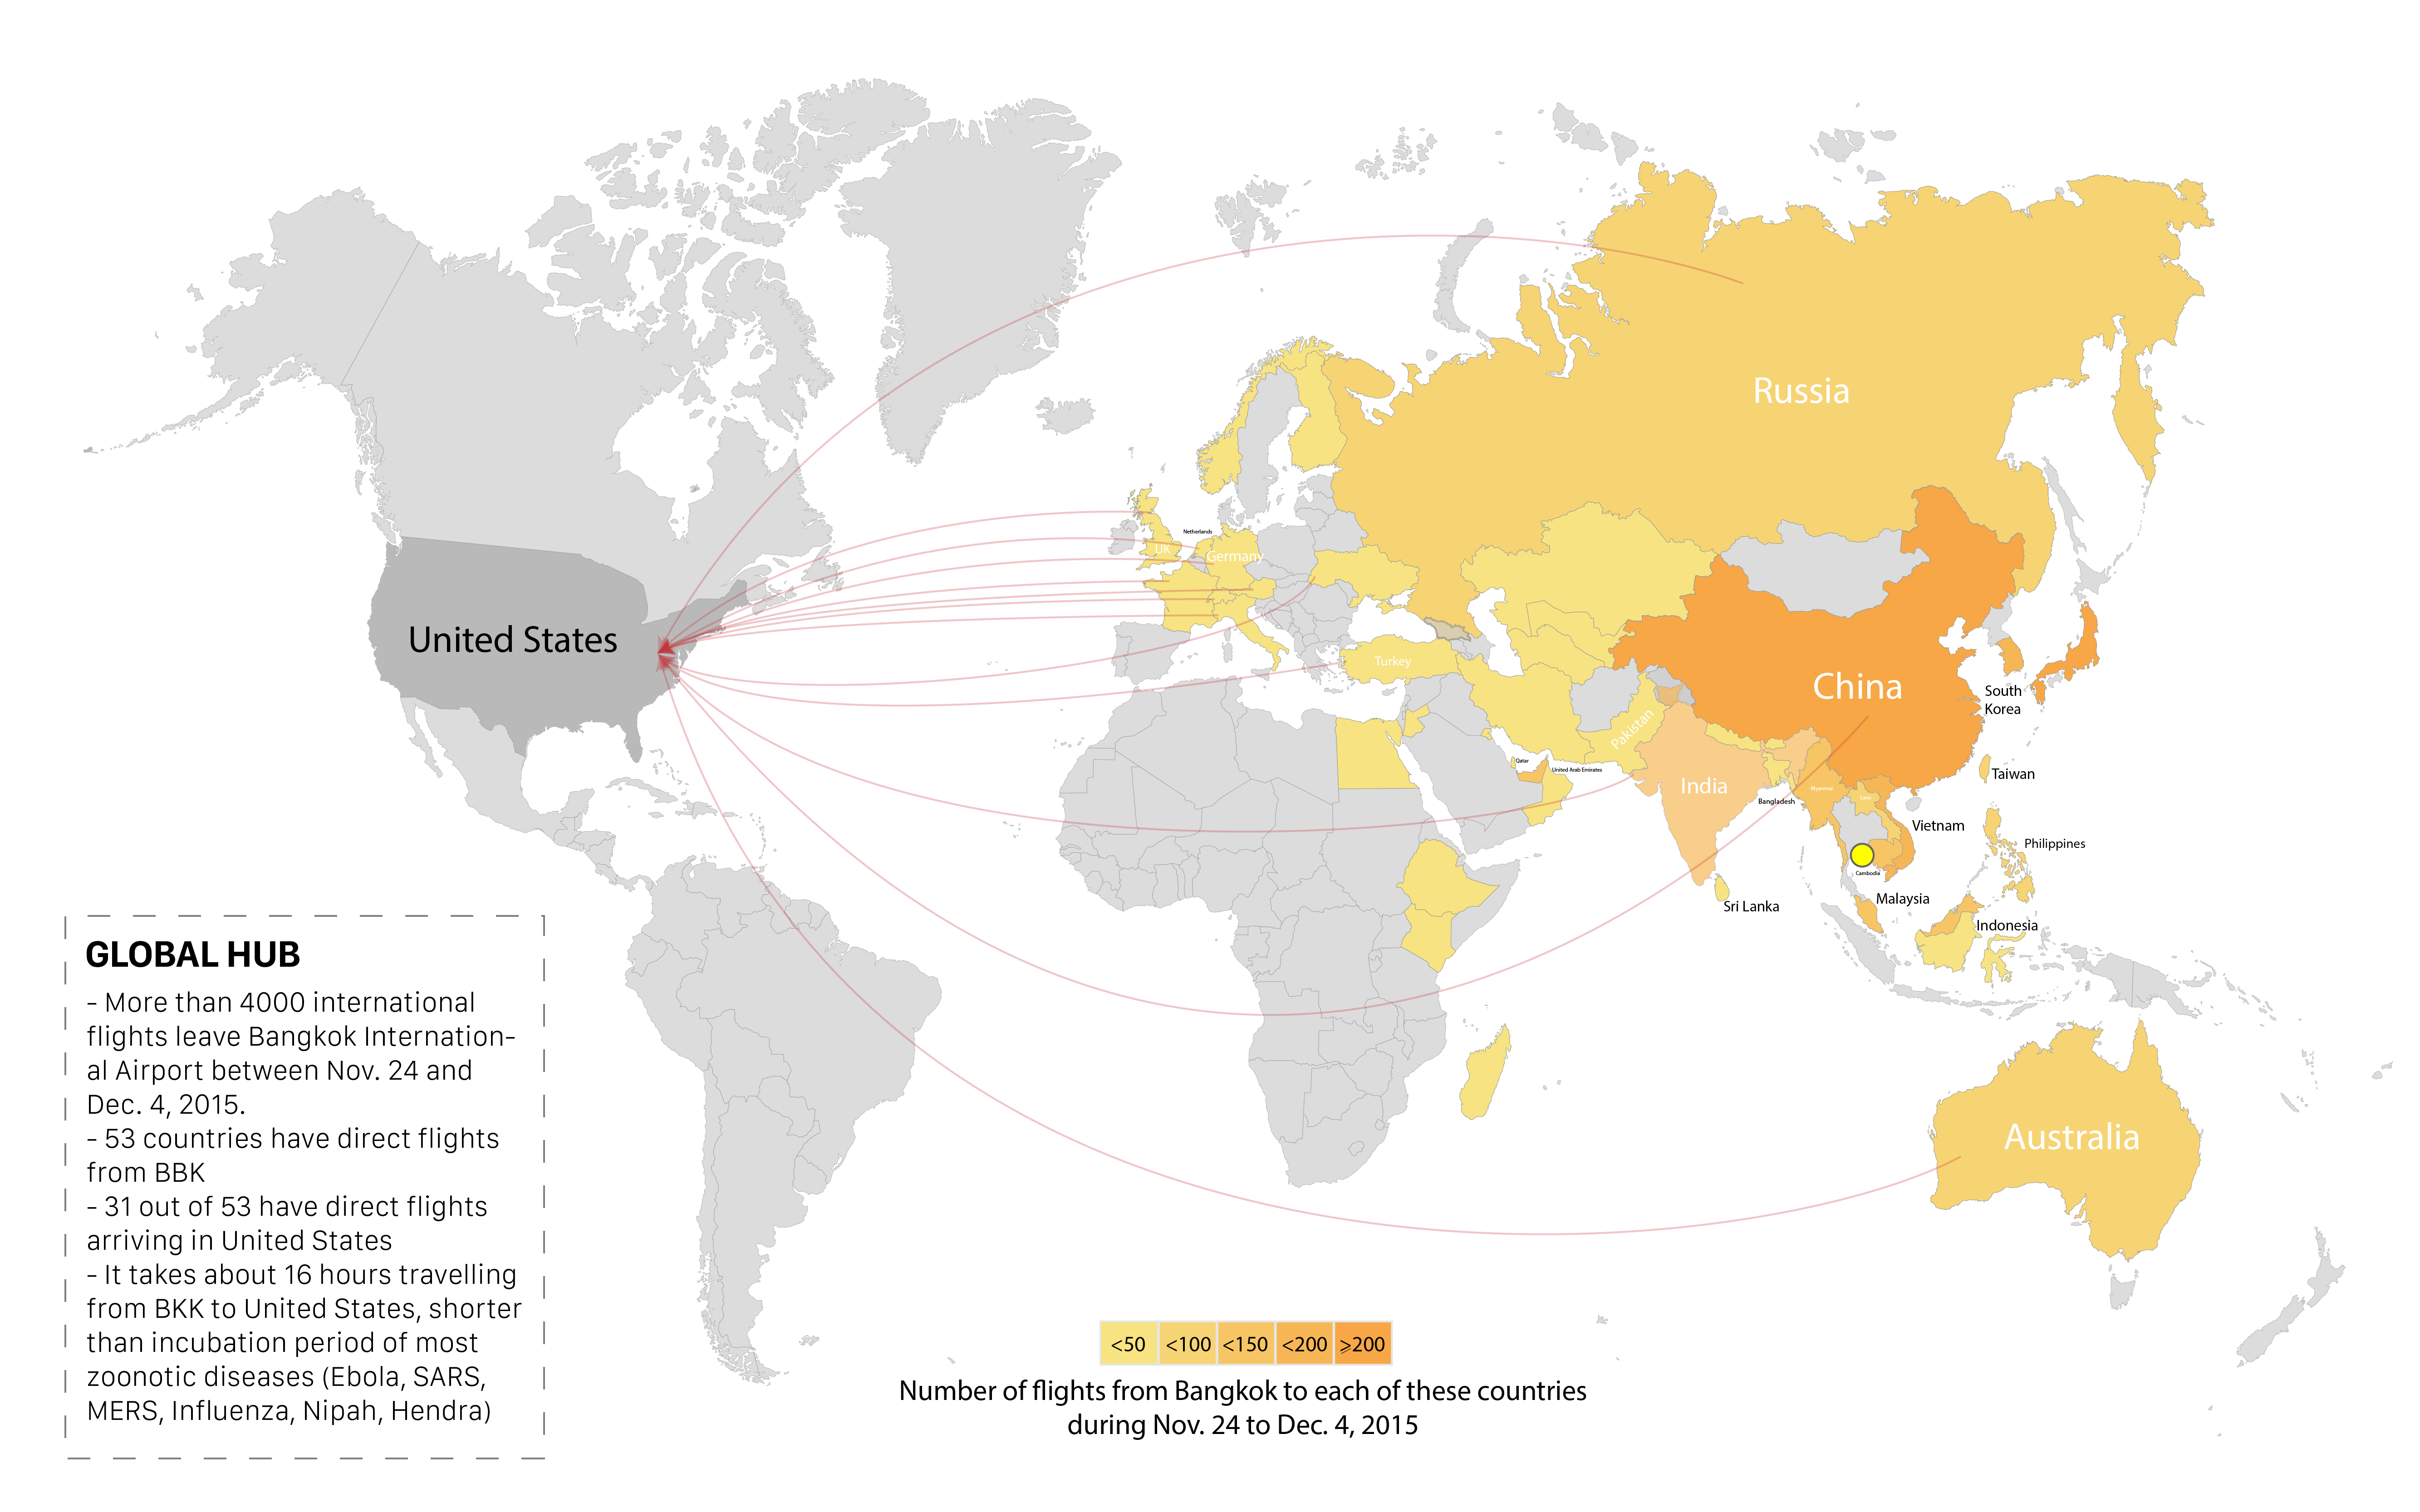 Russia
Netherlands
UK
Germany
United States
Turkey
China
South
Korea
Pakistan
Qatar
United Arab Emirates
Taiwan
India
Myanmar
Laos
Bangladesh
Vietnam
Philippines
Cambodia
Sri Lanka
Malaysia
Indonesia
Australia
GLOBAL HUB
- More than 4000 international
flights leave Bangkok Internation-
al Airport between Nov. 24 and
Dec. 4, 2015.
- 53 countries have direct flights
from BBK
- 31 out of 53 have direct flights
arriving in United States
- It takes about 16 hours travelling
from BKK to United States, shorter
than incubation period of most
zoonotic diseases (Ebola, SARS,
MERS, Influenza, Nipah, Hendra)
<50 <100 <150 <200 ⩾200
Number of flights from Bangkok to each of these countries
during Nov. 24 to Dec. 4, 2015